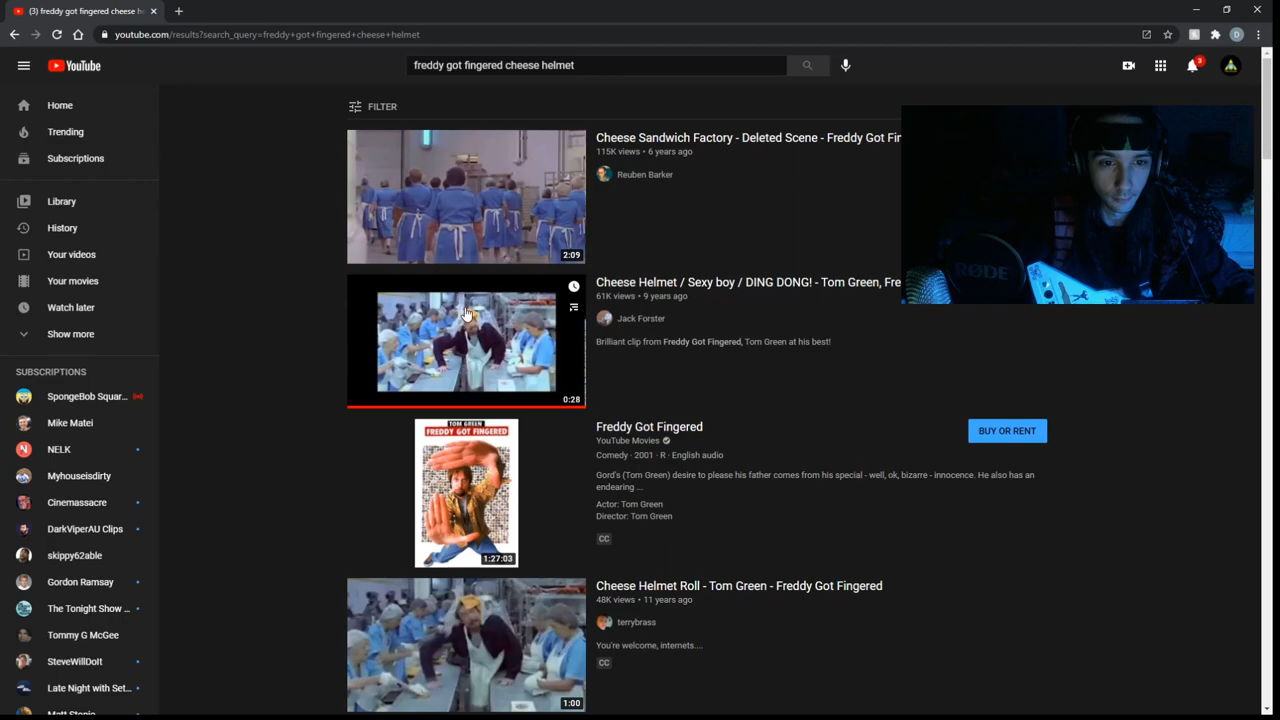 (3) freddy got fingered cheese he
youtube.com/results?search_query=freddy+got+fingered+cheese+helmet
D
YouTube
freddy got fingered cheese helmet
3
Home
Trending
Subscriptions
Library
History
Your videos
Your movies
Watch later
Show more
SUBSCRIPTIONS
SpongeBob Squar...
Mike Matei
NELK
Myhouseisdirty
Cinemassacre
DarkViperAU Clips
skippy62able
Gordon Ramsay
The Tonight Show ...
Tommy G McGee
SteveWillDoIt
Late Night with Set...
FILTER
2:09
Cheese Sandwich Factory - Deleted Scene - Freddy Got Fin
115K views • 6 years ago
Reuben Barker
RØDE
0:28
Cheese Helmet / Sexy boy / DING DONG! - Tom Green, Fre
61K views • 9 years ago
Jack Forster
Brilliant clip from Freddy Got Fingered, Tom Green at his best!
TOM GREEN
FREDDY GOT FINGERED
1:27:03
Freddy Got Fingered
YouTube Movies
Comedy · 2001 · R · English audio
Gord's (Tom Green) desire to please his father comes from his special - well, ok, bizarre - innocence. He also has an
endearing ...
Actor: Tom Green
Director: Tom Green
CC
BUY OR RENT
1:00
Cheese Helmet Roll - Tom Green - Freddy Got Fingered
48K views • 11 years ago
terrybrass
You're welcome, internets....
CC